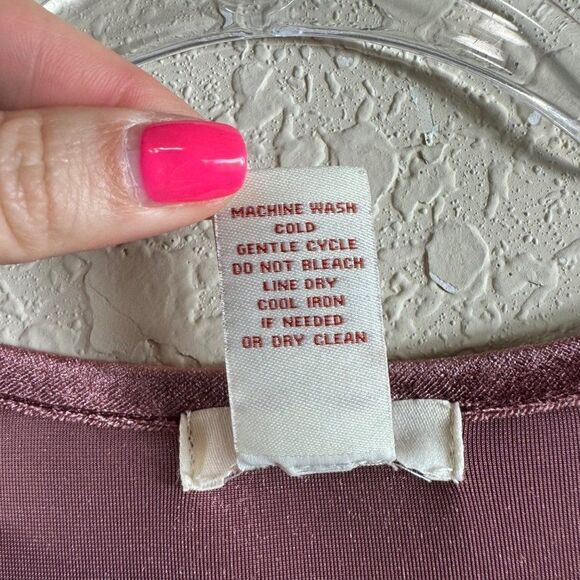 MACHINE WASH
COLD
GENTLE CYCLE
DO NOT BLEACH
LINE DRY
COOL IRON
IF NEEDED
OR DRY CLEAN